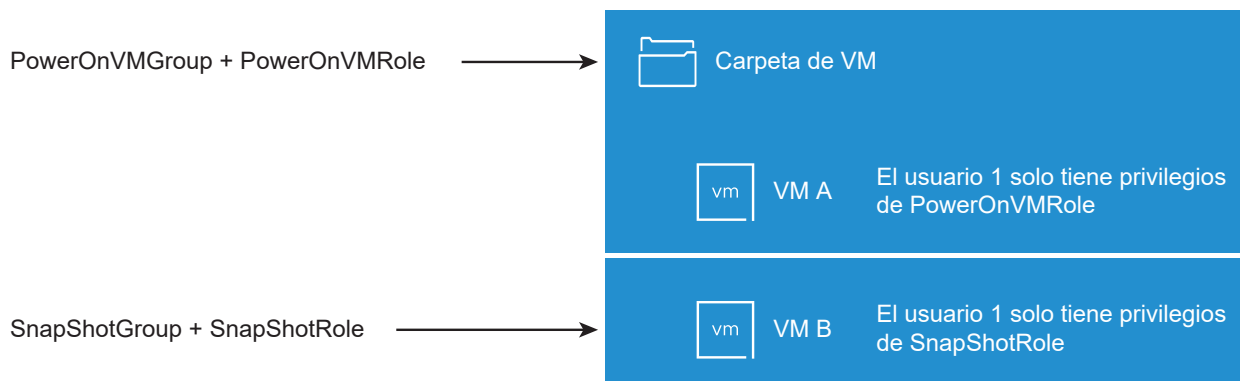 PowerOnVMGroup + PowerOnVMRole
Carpeta de VM
vm
VM A
El usuario 1 solo tiene privilegios
de PowerOnVMRole
SnapShotGroup + SnapShotRole
vm
VM B
El usuario 1 solo tiene privilegios
de SnapShotRole